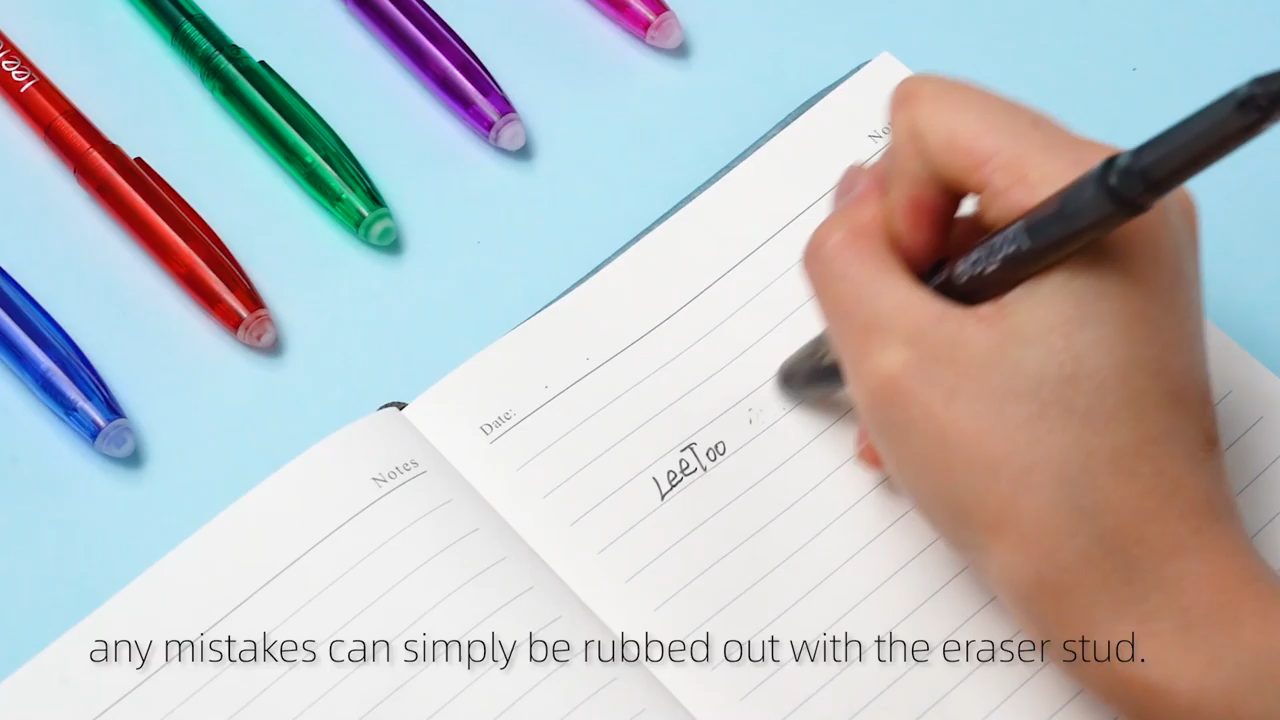 Date:
Notes
LeeToo
any mistakes can simply be rubbed out with the eraser stud.